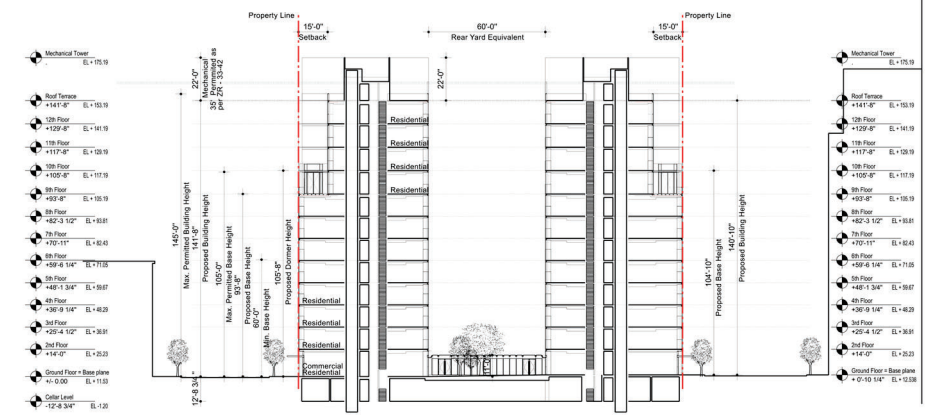 Property Line
Property Line
15'-0"
60'-0"
15'-0"
Setback
Rear Yard Equivalent
Setback
Mechanical Tower
EL + 175.19
Roof Terrace
+141'-8" EL + 153.19
12th Floor
+129'-8" EL + 141.19
11th Floor
+117'-8" EL + 129.19
10th Floor
+105'-8" EL + 117.19
9th Floor
+93'-8" EL + 105.19
8th Floor
+82'-3 1/2" EL + 93.81
7th Floor
+70'-11" EL + 82.43
6th Floor
+59'-6 1/4" EL + 71.05
5th Floor
+48'-1 3/4" EL + 59.67
4th Floor
+36'-9 1/4" EL + 48.29
3rd Floor
+25'-4 1/2" EL + 36.91
2nd Floor
+14'-0" EL + 25.23
Ground Floor = Base plane
+/- 0.00 EL + 11.53
Cellar Level
-12'-8 3/4" EL -1.20
22'-0"
Mechanical
35' Permmited as
per ZR - 33-42
145'-0"
Max. Permitted Building Height
141'-8"
Proposed Building Height
105'-0"
Max. Permitted Base Height
93'-8"
Proposed Base Height
60'-0"
Min. Base Height
105'-8"
Proposed Dormer Height
12'-8 3/4"
22'-0"
Residential
Residential
Residential
Residential
Residential
Residential
Residential
Commercial
Residential
104'-10"
Proposed Base Height
140'-10"
Proposed Building Height
Mechanical Tower
EL + 175.19
Roof Terrace
+141'-8" EL + 153.19
12th Floor
+129'-8" EL + 141.19
11th Floor
+117'-8" EL + 129.19
10th Floor
+105'-8" EL + 117.19
9th Floor
+93'-8" EL + 105.19
8th Floor
+82'-3 1/2" EL + 93.81
7th Floor
+70'-11" EL + 82.43
6th Floor
+59'-6 1/4" EL + 71.05
5th Floor
+48'-1 3/4" EL + 59.67
4th Floor
+36'-9 1/4" EL + 48.29
3rd Floor
+25'-4 1/2" EL + 36.91
2nd Floor
+14'-0" EL + 25.23
Ground Floor = Base plane
+ 0'-10 1/4" EL + 12.536
Cellar Level
-12'-8 3/4" EL -1.20